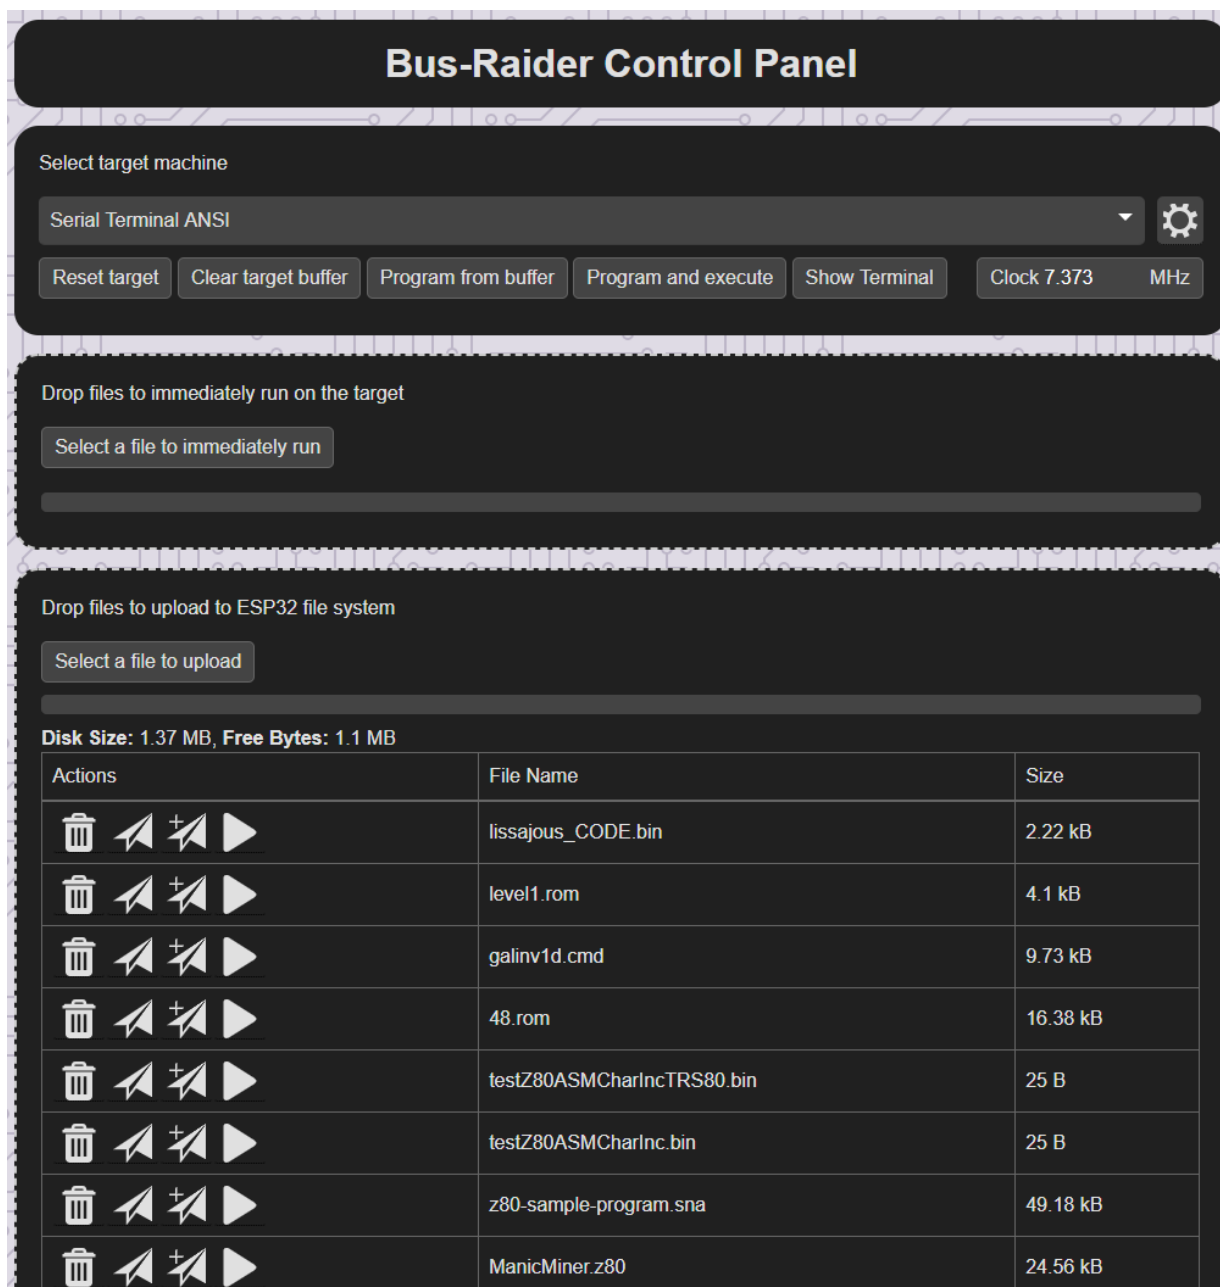 Bus-Raider Control Panel
Select target machine
Serial Terminal ANSI
Reset target Clear target buffer Program from buffer Program and execute Show Terminal Clock 7.373 MHz
Drop files to immediately run on the target
Select a file to immediately run
Drop files to upload to ESP32 file system
Select a file to upload
Disk Size: 1.37 MB, Free Bytes: 1.1 MB
Actions File Name Size
lissajous_CODE.bin 2.22 kB
level1.rom 4.1 kB
galinv1d.cmd 9.73 kB
48.rom 16.38 kB
testZ80ASMCharIncTRS80.bin 25 B
testZ80ASMCharInc.bin 25 B
z80-sample-program.sna 49.18 kB
ManicMiner.z80 24.56 kB